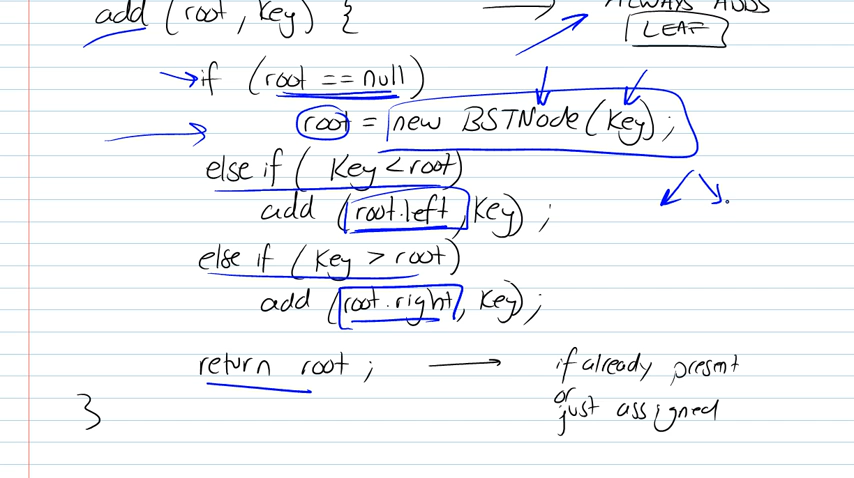 add (root, key) {
ALWAYS ADDS
LEAF
if (root == null)
root = new BSTNode(key);
else if ( key < root)
add (root.left, key);
else if ( key > root)
add (root.right, key);
return root; if already present
or
just assigned
}